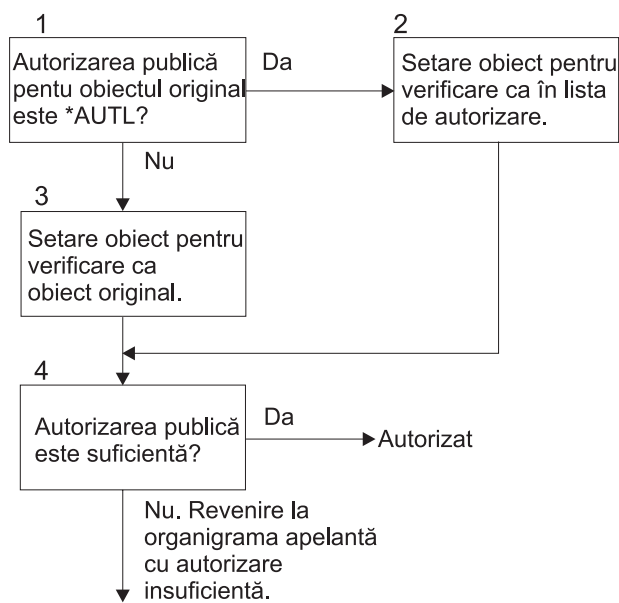 1
Autorizarea publică
pentu obiectul original
este *AUTL?
Da
2
Setare obiect pentru
verificare ca în lista
de autorizare.
Nu
3
Setare obiect pentru
verificare ca
obiect original.
4
Autorizarea publică
este suficientă?
Da
Autorizat
Nu. Revenire la
organigrama apelantă
cu autorizare
insuficientă.